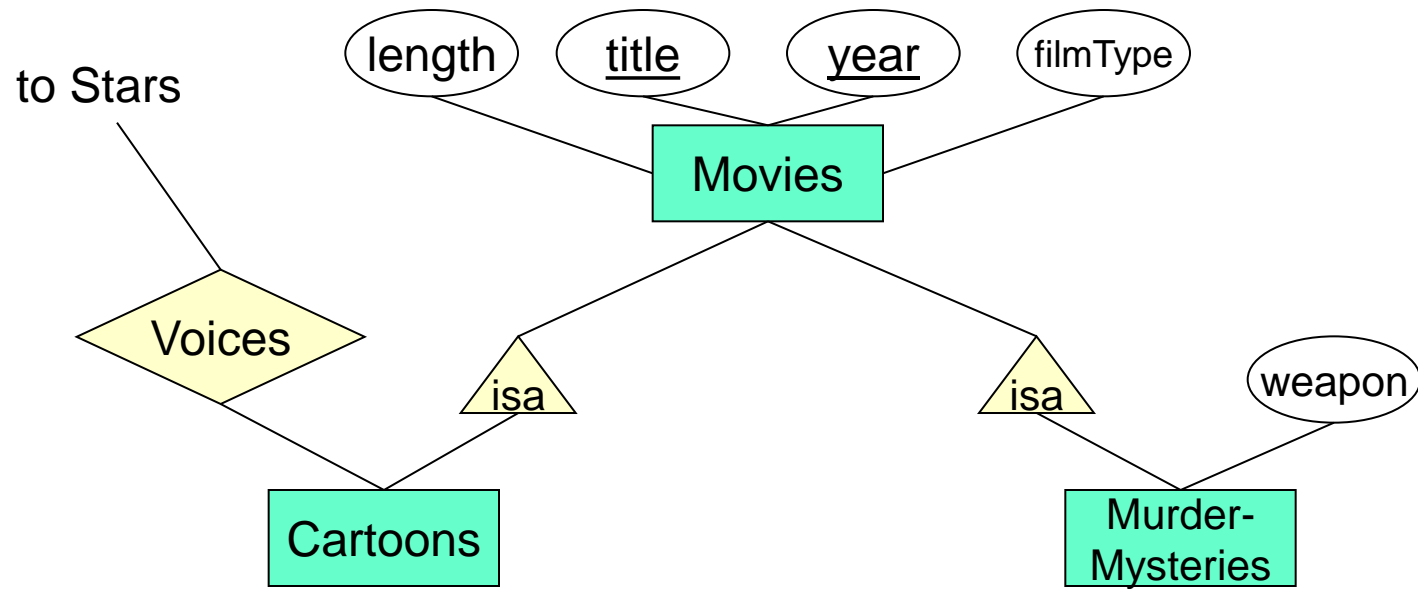 length
title
year
filmType
to Stars
Movies
Voices
isa
isa
weapon
Cartoons
Murder-
Mysteries